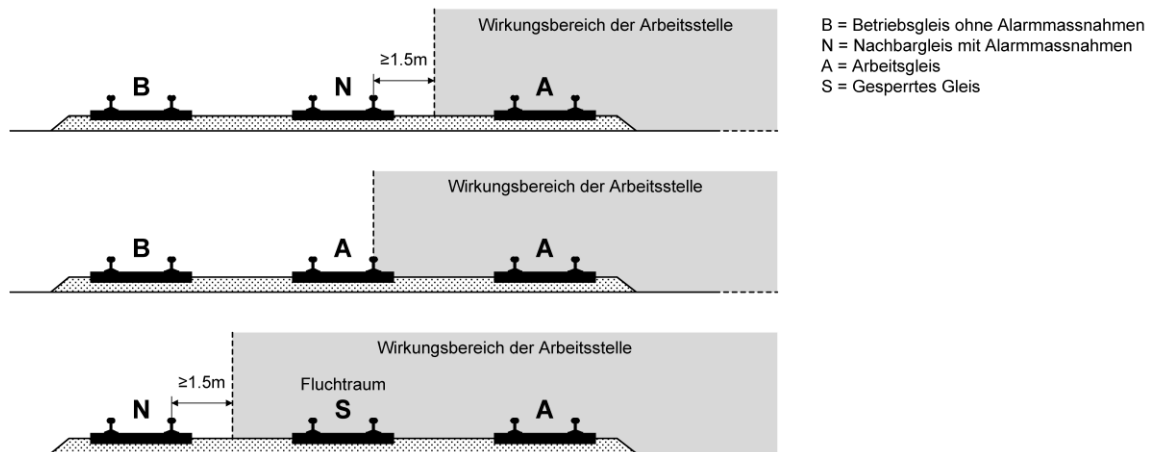 Wirkungsbereich der Arbeitsstelle
≥1.5m
B N A
B = Betriebsgleis ohne Alarmmassnahmen
N = Nachbargleis mit Alarmmassnahmen
A = Arbeitsgleis
S = Gesperrtes Gleis
Wirkungsbereich der Arbeitsstelle
B A A
Wirkungsbereich der Arbeitsstelle
≥1.5m
Fluchtraum
N S A